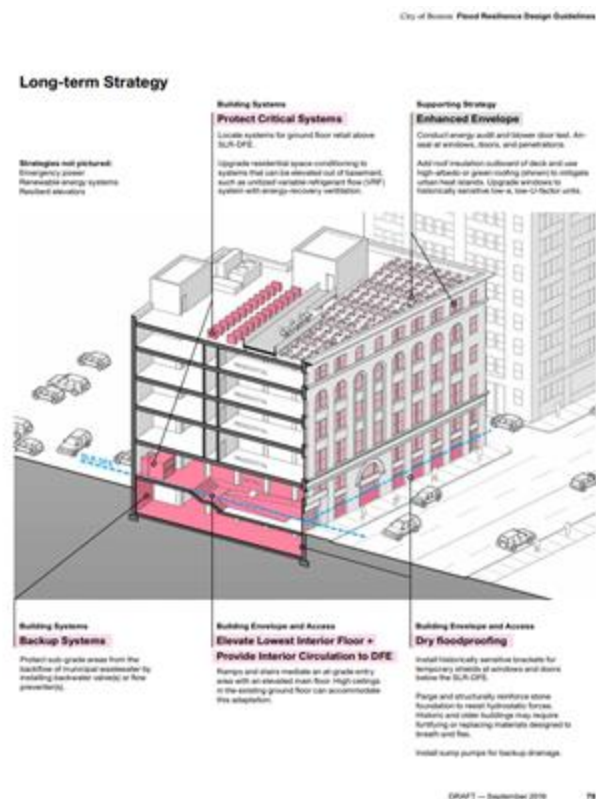 City of Boston Flood Resilience Design Guidelines
Long-term Strategy
Strategies not pictured:
Emergency power
Renewable energy systems
Resilient elevators
Building Systems
Protect Critical Systems
Locate systems for ground floor retail above
SLR-DFE.
Upgrade residential space conditioning to
systems that can be elevated out of basement,
such as unitized variable refrigerant flow (VRF)
system with energy-recovery ventilation.
Supporting Strategy
Enhanced Envelope
Conduct energy audit and blower door test. Air-
seal at windows, doors, and penetrations.
Add roof insulation outboard of deck and use
high-albedo or green roofing (shown) to mitigate
urban heat islands. Upgrade windows to
historically sensitive low-e, low-U-factor units.
SLR-DFE
Building Systems
Backup Systems
Protect sub-grade areas from the
backflow of municipal wastewater by
installing backwater valve(s) or flow
preventer(s).
Building Envelope and Access
Elevate Lowest Interior Floor +
Provide Interior Circulation to DFE
Ramps and stairs mediate an at-grade entry
area with an elevated main floor. High ceilings
in the existing ground floor can accommodate
this adaptation.
Building Envelope and Access
Dry floodproofing
Install historically sensitive brackets for
temporary shields at windows and doors
below the SLR-DFE.
Parge and structurally reinforce stone
foundation to resist hydrostatic forces.
Historic and older buildings may require
fortifying or replacing materials designed to
breath and flex.
Install sump pumps for backup drainage.
DRAFT — September 2019